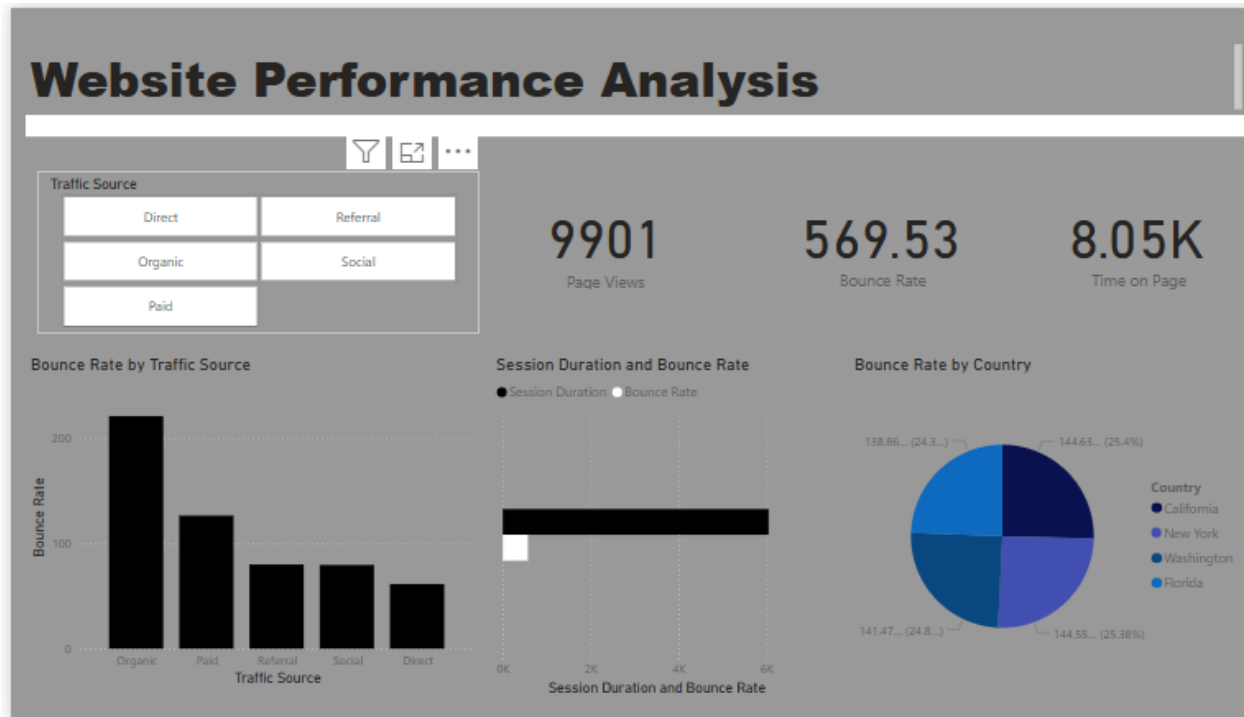 Website Performance Analysis
Traffic Source
Direct
Referral
Organic
Social
Paid
9901
Page Views
569.53
Bounce Rate
8.05K
Time on Page
Bounce Rate by Traffic Source
200
100
0
Bounce Rate
Organic
Paid
Referral
Social
Direct
Traffic Source
Session Duration and Bounce Rate
Session Duration
Bounce Rate
0K
2K
4K
6K
Session Duration and Bounce Rate
Bounce Rate by Country
138.86... (24.3...)
144.63... (25.4%)
141.47... (24.8...)
144.55... (25.38%)
Country
California
New York
Washington
Florida